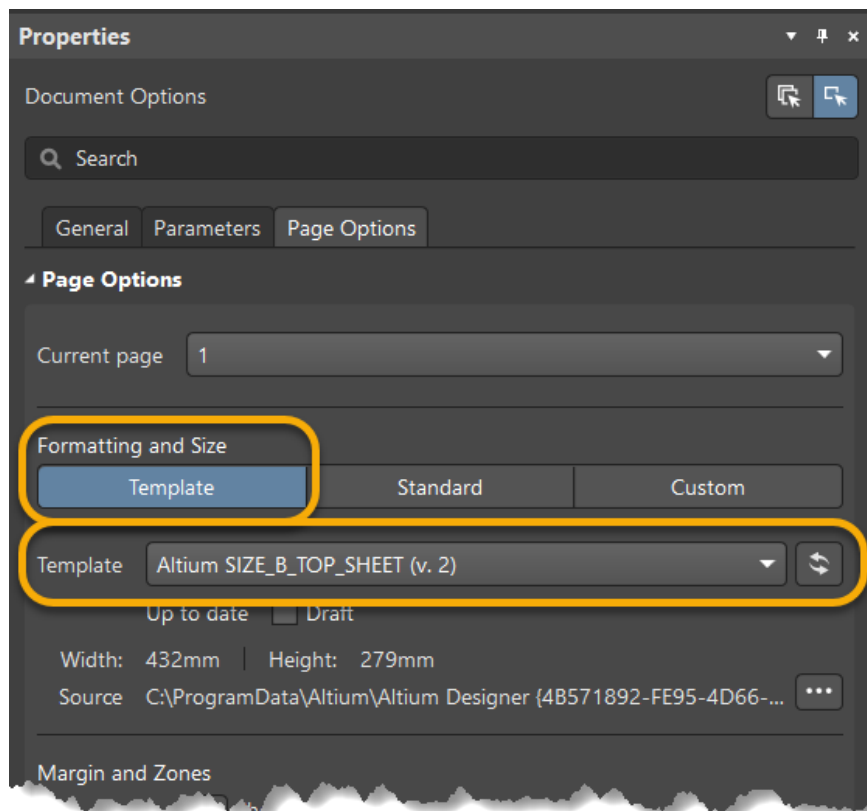 Properties
Document Options
Search
General Parameters Page Options
Page Options
Current page 1
Formatting and Size
Template Standard Custom
Template Altium SIZE_B_TOP_SHEET (v. 2)
Up to date Draft
Width: 432mm Height: 279mm
Source C:\ProgramData\Altium\Altium Designer {4B571892-FE95-4D66-... ...
Margin and Zones